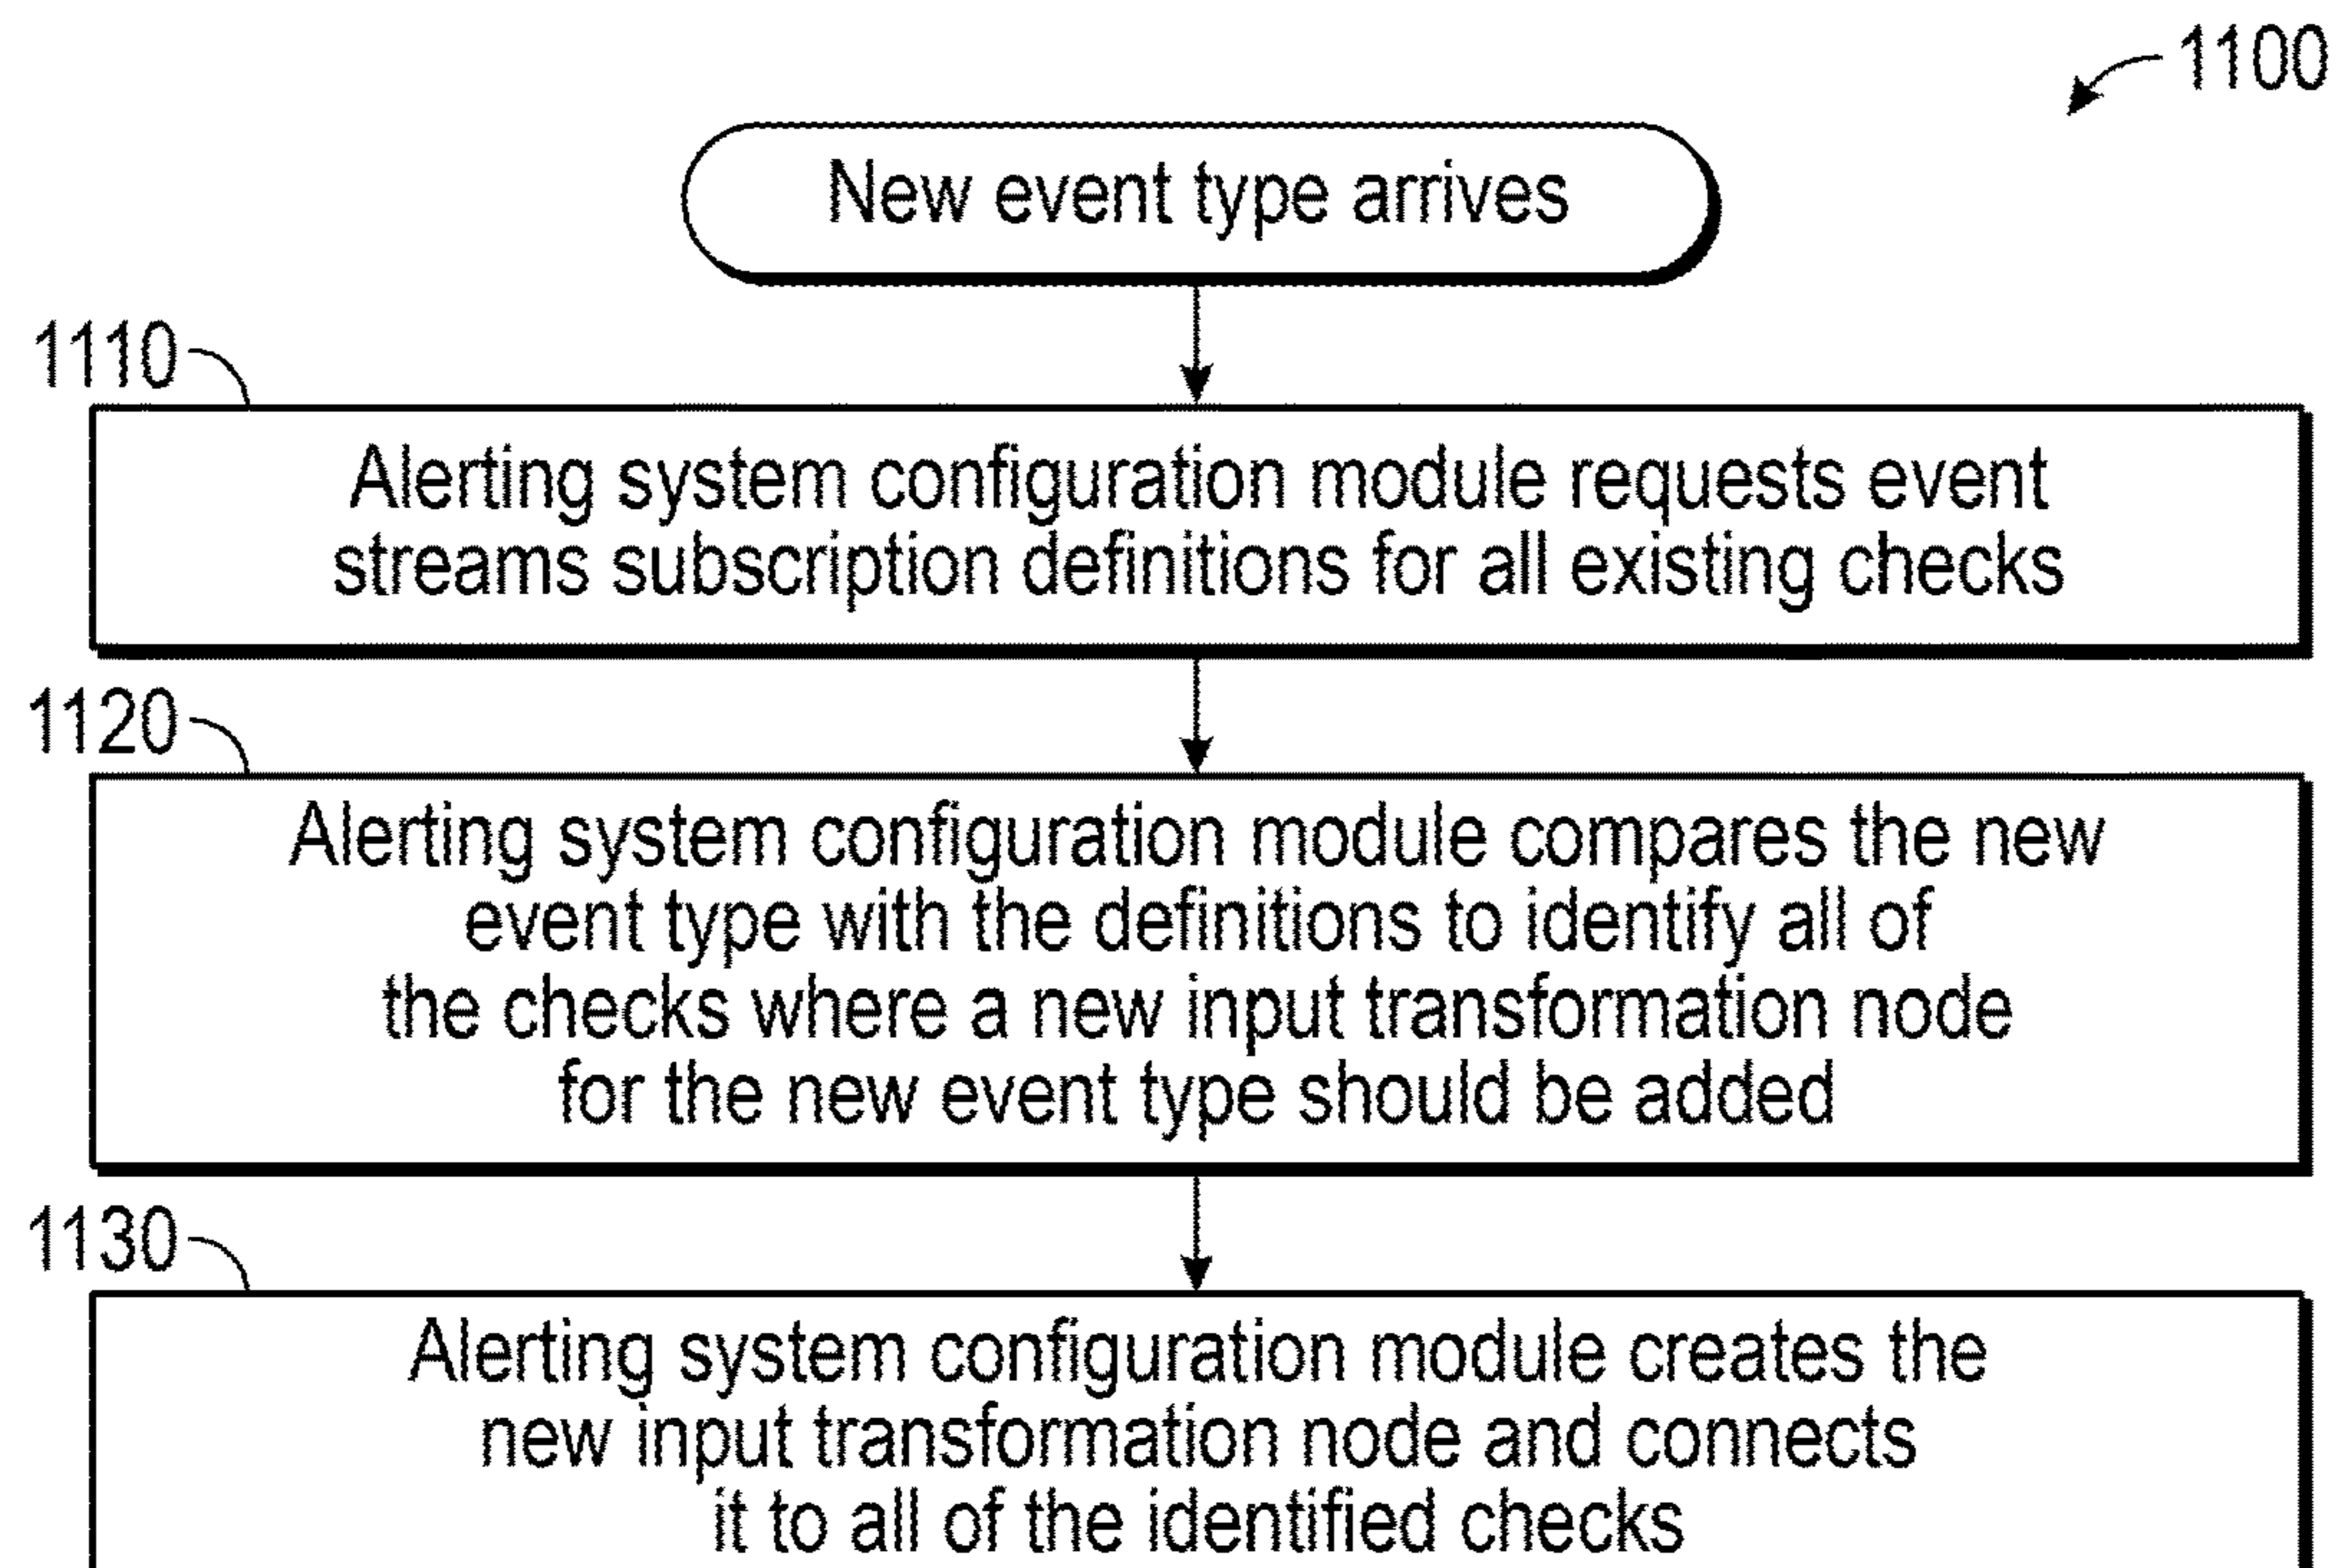 1100
New event type arrives
1110
Alerting system configuration module requests event
streams subscription definitions for all existing checks
1120
Alerting system configuration module compares the new
event type with the definitions to identify all of
the checks where a new input transformation node
for the new event type should be added
1130
Alerting system configuration module creates the
new input transformation node and connects
it to all of the identified checks